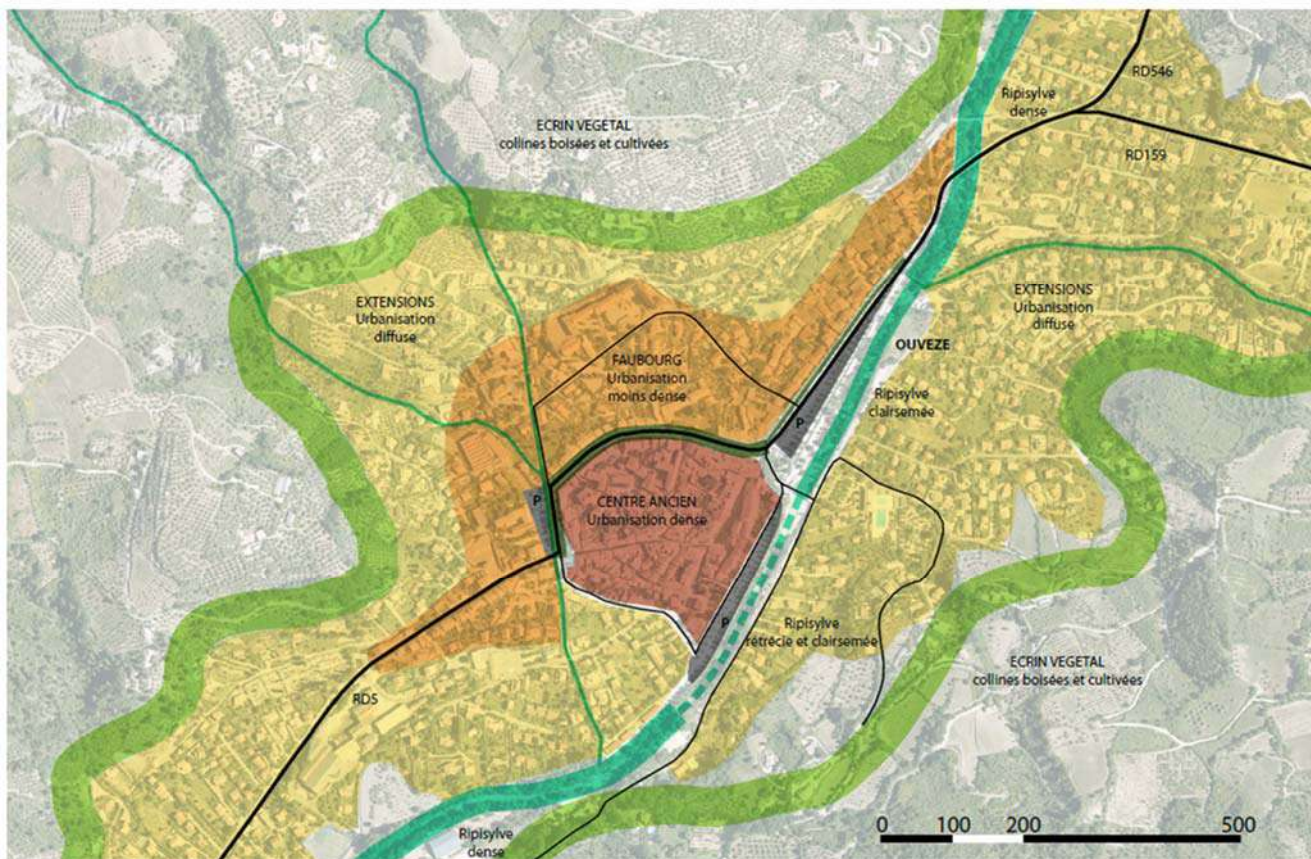 RD546
Ripisylve
dense
ECRIN VEGETAL
collines boisées et cultivées
RD159
EXTENSIONS
Urbanisation
diffuse
EXTENSIONS
Urbanisation
diffuse
OUVEZE
FAUBOURG
Urbanisation
moins dense
Ripisylve
clairsemée
P
P
CENTRE ANCIEN
Urbanisation dense
P
Ripisylve
rétrécie et clairsemée
ECRIN VEGETAL
collines boisées et cultivées
RD5
Ripisylve
dense
0 100 200 500